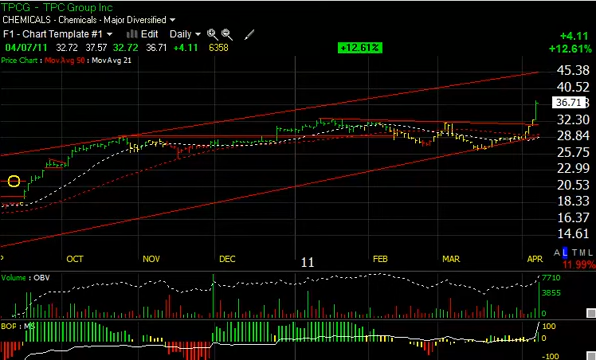 TPCG - TPC Group Inc
CHEMICALS - Chemicals - Major Diversified
F1 - Chart Template #1 Edit Daily +4.11
04/07/11 32.72 37.57 32.72 36.71 +4.11 6358 +12.61% +12.61%
Price Chart : MovAvg 50 : MovAvg 21
45.38
40.52
36.71
32.30
28.84
25.75
22.99
20.53
18.33
16.37
14.61
OCT NOV DEC 11 FEB MAR APR
A L T M L
11.99%
Volume : OBV
7710
3855
BOP : MS
100
0
-100